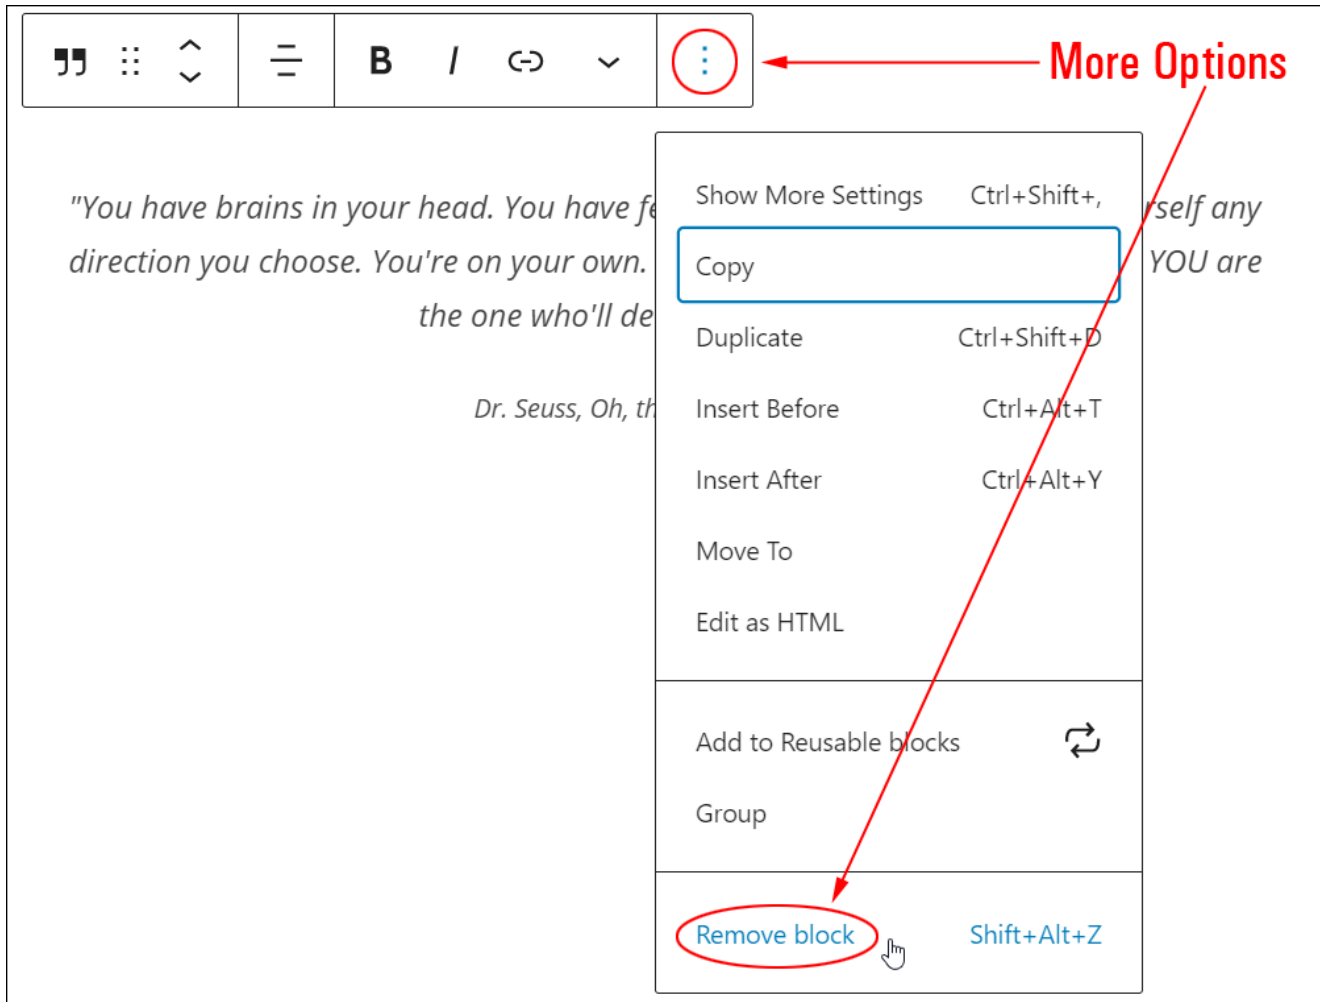 B I
More Options
"You have brains in your head. You have
rself any
direction you choose. You're on your own.
YOU are
the one who'll de
Dr. Seuss, Oh, th
Show More Settings Ctrl+Shift+,
Copy
Duplicate Ctrl+Shift+D
Insert Before Ctrl+Alt+T
Insert After Ctrl+Alt+Y
Move To
Edit as HTML
Add to Reusable blocks
Group
Remove block Shift+Alt+Z